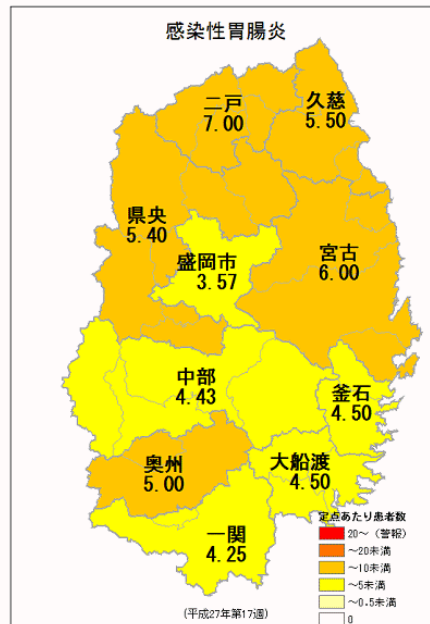 感染性胃腸炎
二戸
7.00
久慈
5.50
県央
5.40
盛岡市
3.57
宮古
6.00
中部
4.43
釜石
4.50
奥州
5.00
大船渡
4.50
一関
4.25
定点あたり患者数
20～（警報）
～20未満
～10未満
～5未満
～0.5未満
0
(平成27年第17週)